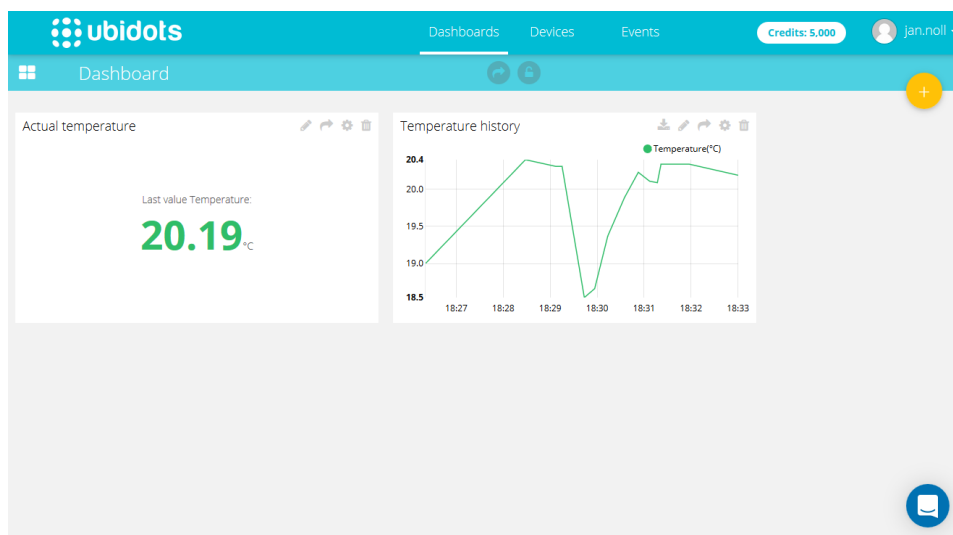 ubidots
Dashboards Devices Events
Credits: 5,000
jan.noll
Dashboard
+
Actual temperature
Last value Temperature:
20.19 °C
Temperature history
Temperature(°C)
20.4
20.0
19.5
19.0
18.5
18:27 18:28 18:29 18:30 18:31 18:32 18:33